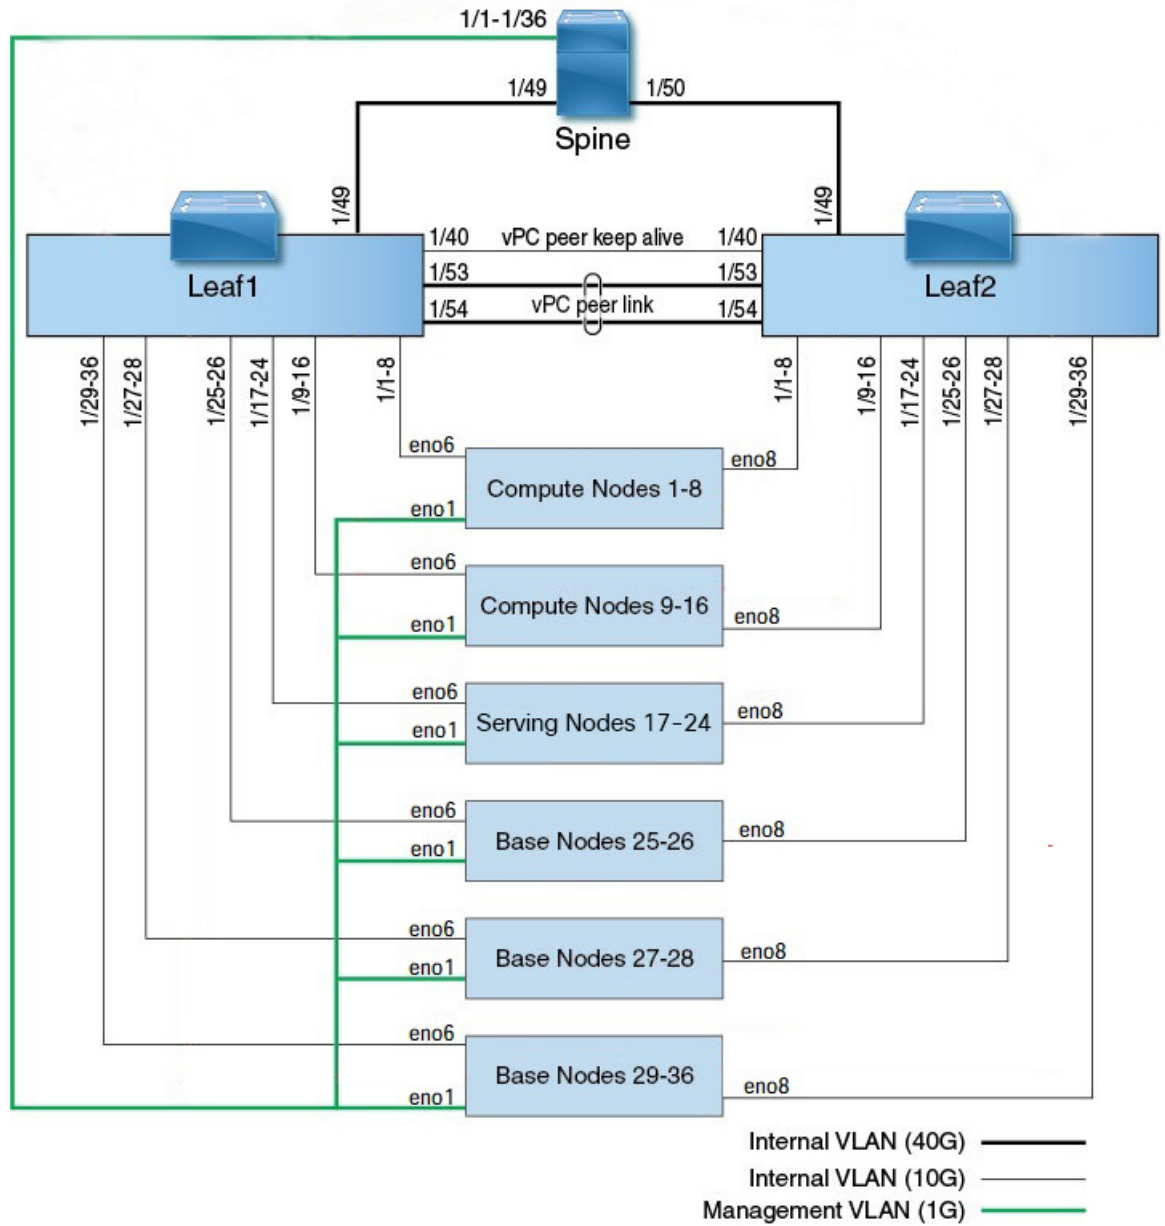 1/1-1/36
1/49
1/50
Spine
1/49
1/49
1/40 vPC peer keep alive 1/40
1/53
1/53
Leaf1
Leaf2
1/54 vPC peer link 1/54
1/29-36
1/27-28
1/25-26
1/17-24
1/9-16
1/1-8
1/1-8
1/9-16
1/17-24
1/25-26
1/27-28
1/29-36
eno6
eno8
Compute Nodes 1-8
eno1
eno6
Compute Nodes 9-16
eno8
eno1
eno6
eno8
Serving Nodes 17-24
eno1
eno6
eno8
Base Nodes 25-26
eno1
eno6
eno8
Base Nodes 27-28
eno1
eno6
Base Nodes 29-36
eno8
eno1
Internal VLAN (40G)
Internal VLAN (10G)
Management VLAN (1G)